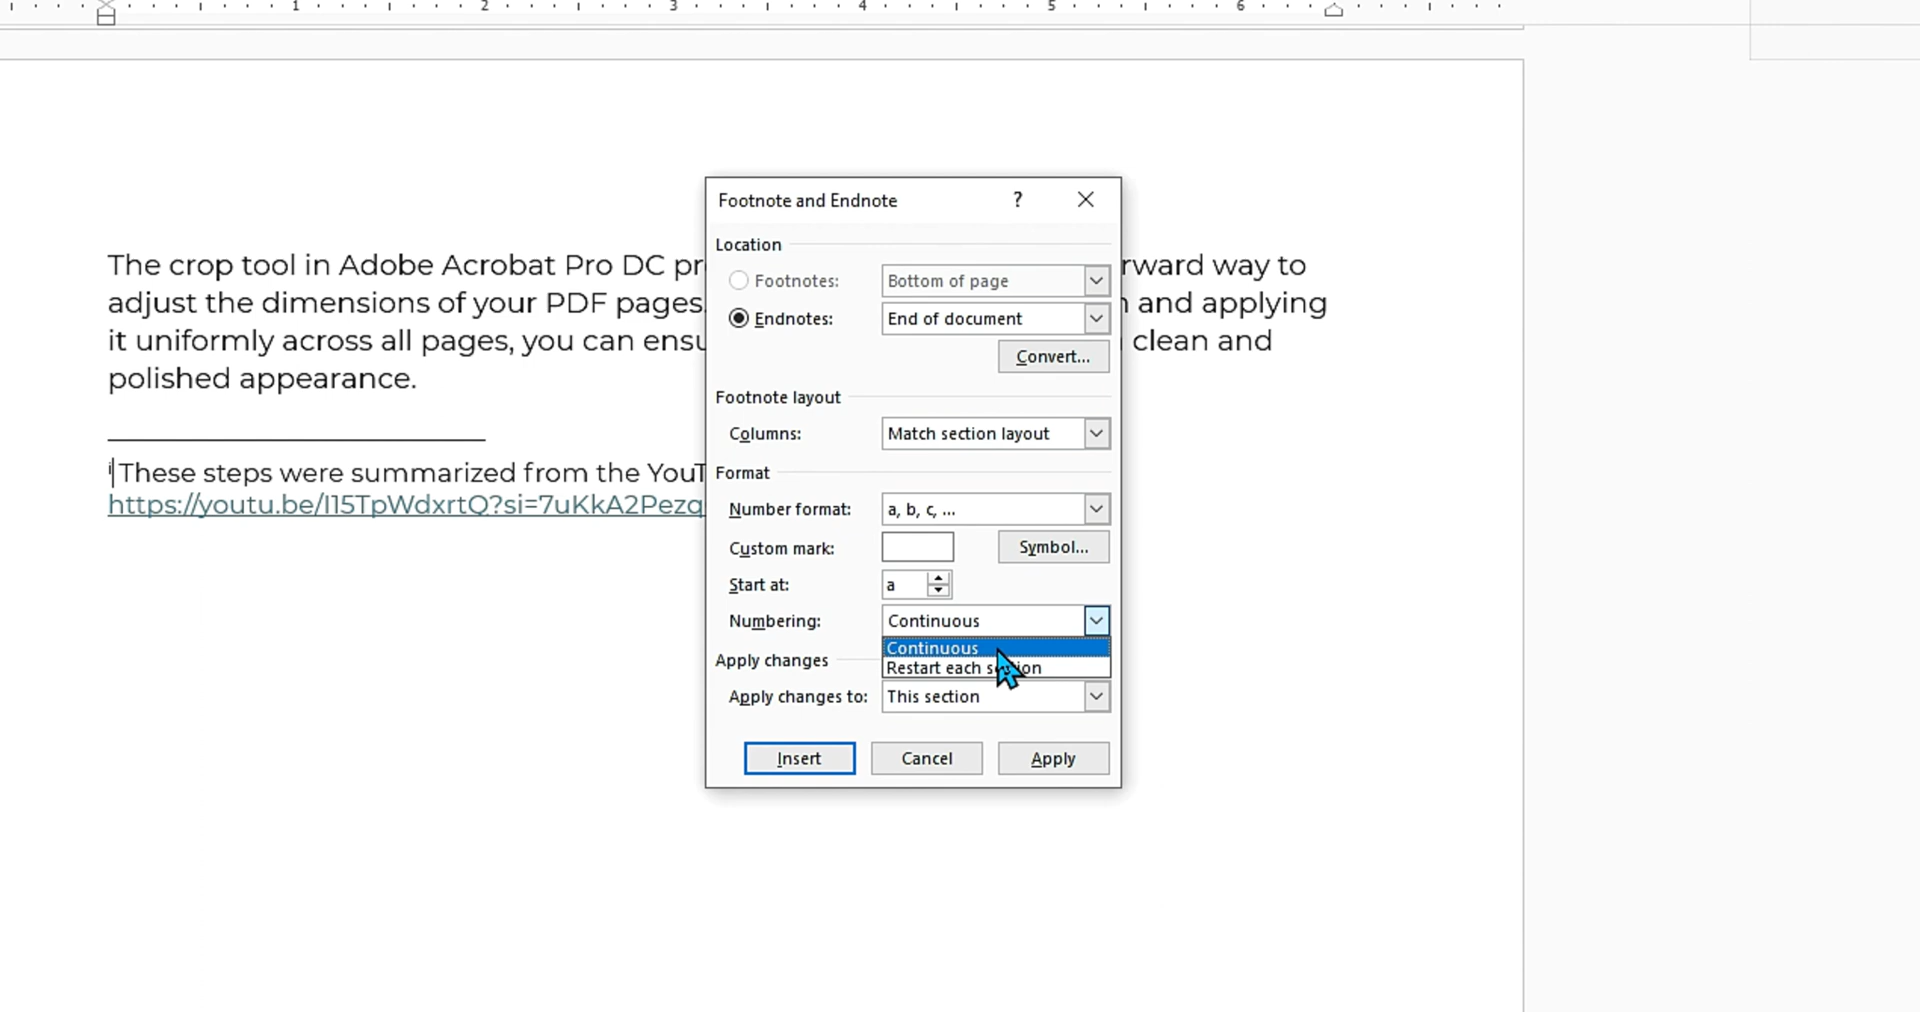 1 2 3 4 5 6
Footnote and Endnote ? ×
Location
The crop tool in Adobe Acrobat Pro DC rward way to
Footnotes: Bottom of page
adjust the dimensions of your PDF pages. and applying
Endnotes: End of document
it uniformly across all pages, you can clean and
Convert...
polished appearance.
Footnote layout
Columns: Match section layout
Format
i These steps were summarized from the
https://youtu.be/I15TpWdxrtQ?si=7uKkA2Pezq
Number format: a, b, c, ...
Custom mark: Symbol...
Start at: a
Numbering: Continuous
Continuous
Restart each section
Apply changes
Apply changes to: This section
Insert Cancel Apply